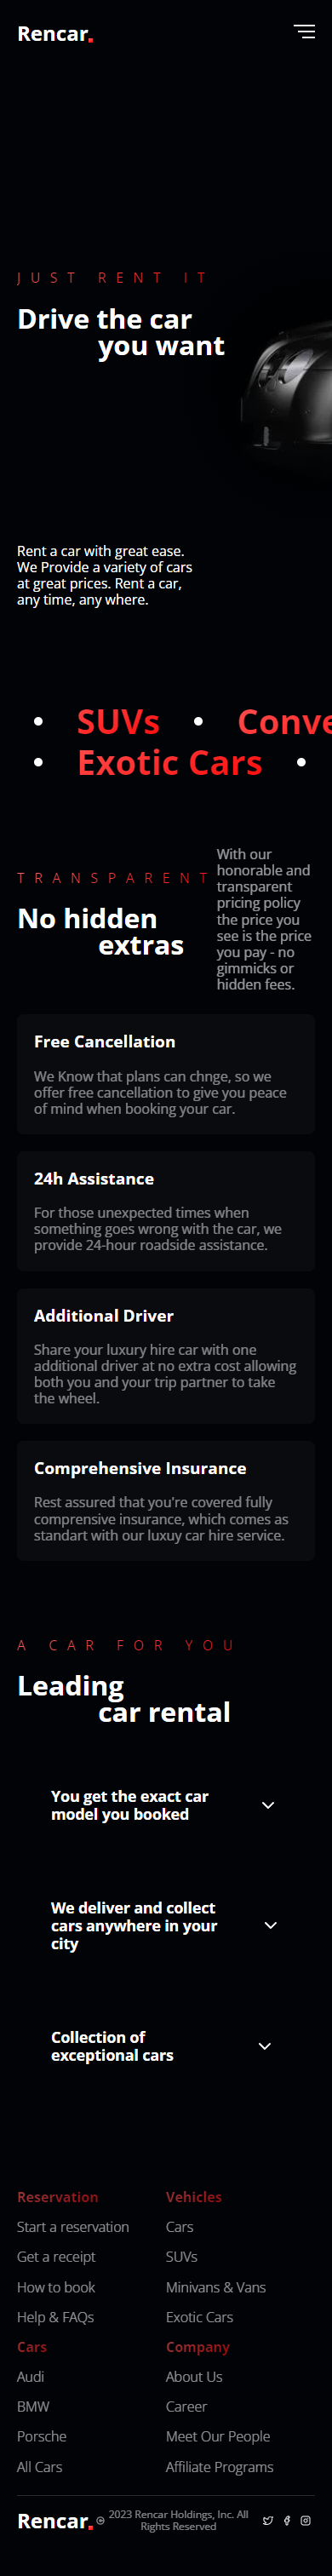 Rencar.
JUST RENT IT
Drive the car
you want
Rent a car with great ease.
We Provide a variety of cars
at great prices. Rent a car,
any time, any where.
• SUVs •
• Exotic Cars •
TRANSPARENT
No hidden
extras
With our
honorable and
transparent
pricing policy
the price you
see is the price
you pay - no
gimmicks or
hidden fees.
Free Cancellation
We Know that plans can chnge, so we
offer free cancellation to give you peace
of mind when booking your car.
24h Assistance
For those unexpected times when
something goes wrong with the car, we
provide 24-hour roadside assistance.
Additional Driver
Share your luxury hire car with one
additional driver at no extra cost allowing
both you and your trip partner to take
the wheel.
Comprehensive Insurance
Rest assured that you're covered fully
comprensive insurance, which comes as
standart with our luxuy car hire service.
A CAR FOR YOU
Leading
car rental
You get the exact car
model you booked
We deliver and collect
cars anywhere in your
city
Collection of
exceptional cars
Reservation
Start a reservation
Get a receipt
How to book
Help & FAQs
Vehicles
Cars
SUVs
Minivans & Vans
Exotic Cars
Cars
Audi
BMW
Porsche
All Cars
Company
About Us
Career
Meet Our People
Affiliate Programs
Rencar.
© 2023 Rencar Holdings, Inc. All
Rights Reserved